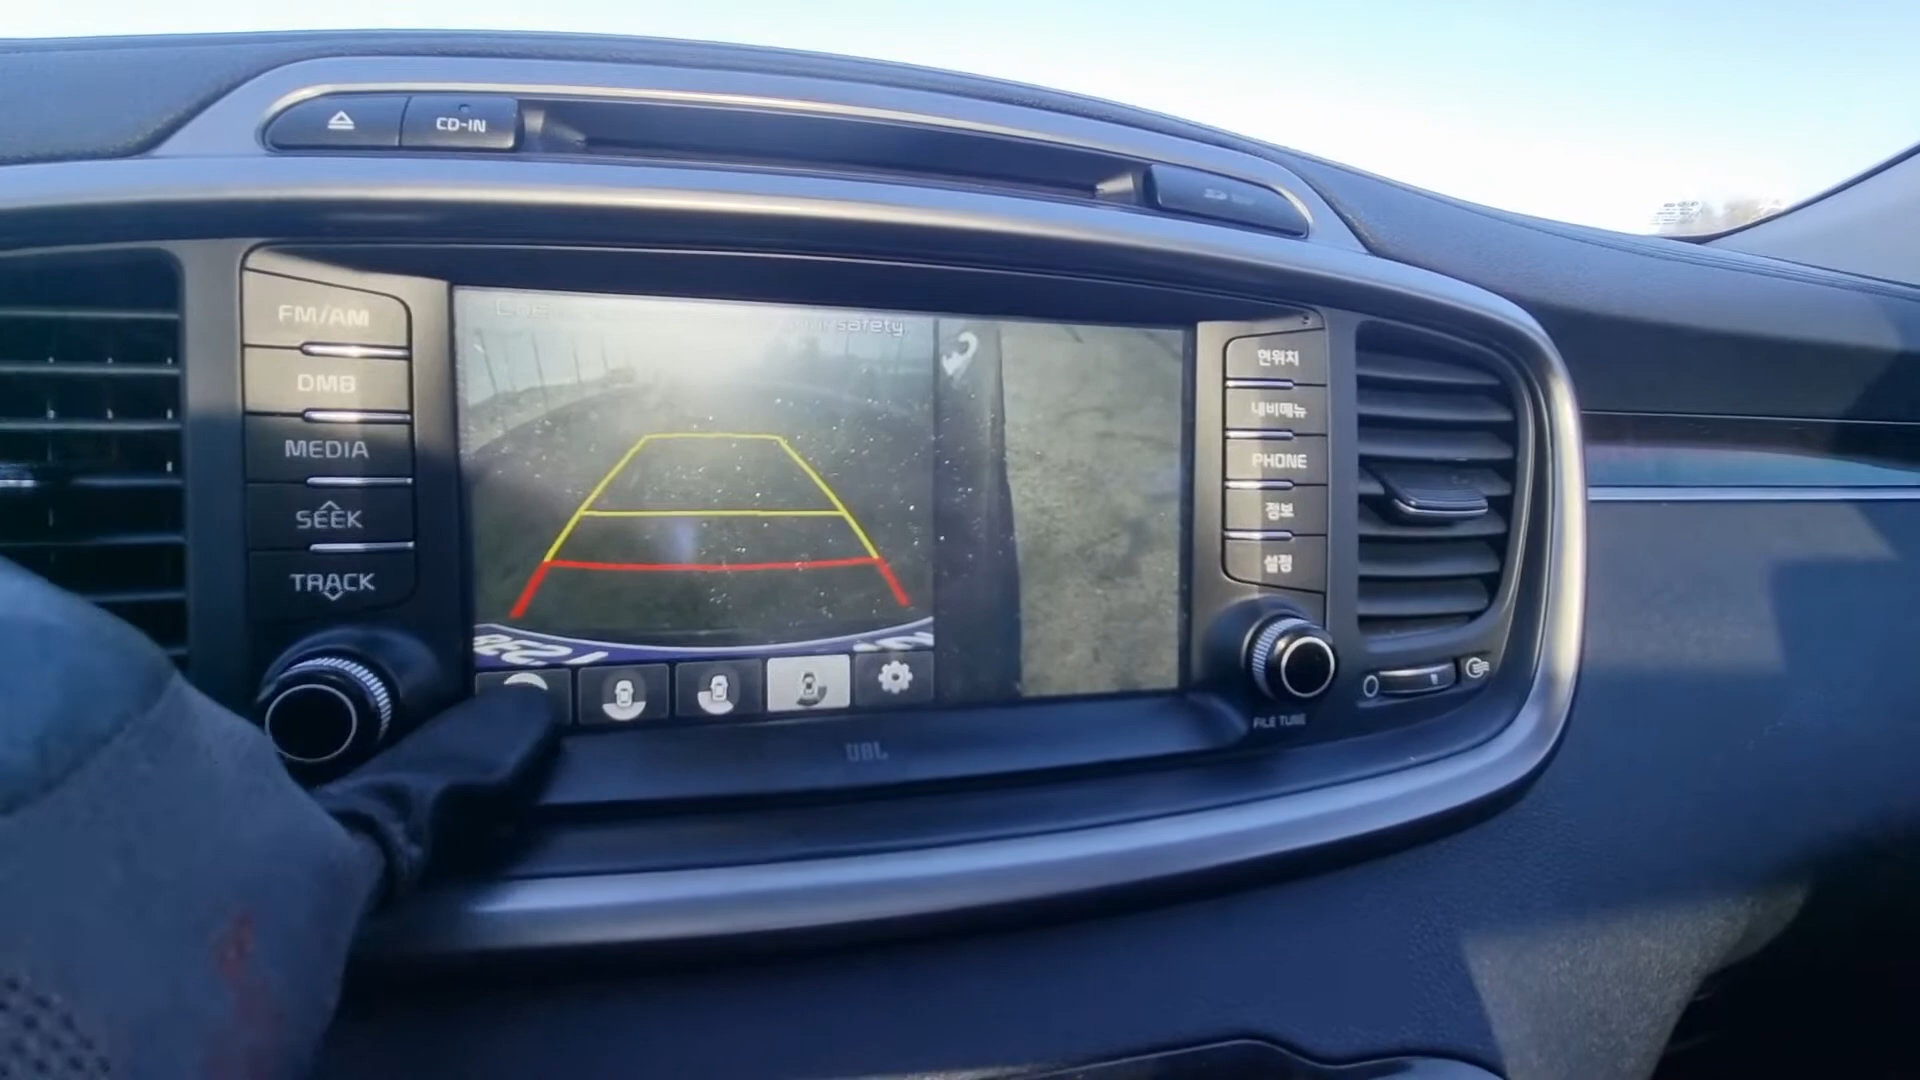 CD-IN
FM/AM
DMB
MEDIA
SEEK
TRACK
safety
현위치
내비메뉴
PHONE
정보
설정
JBL
TUNE